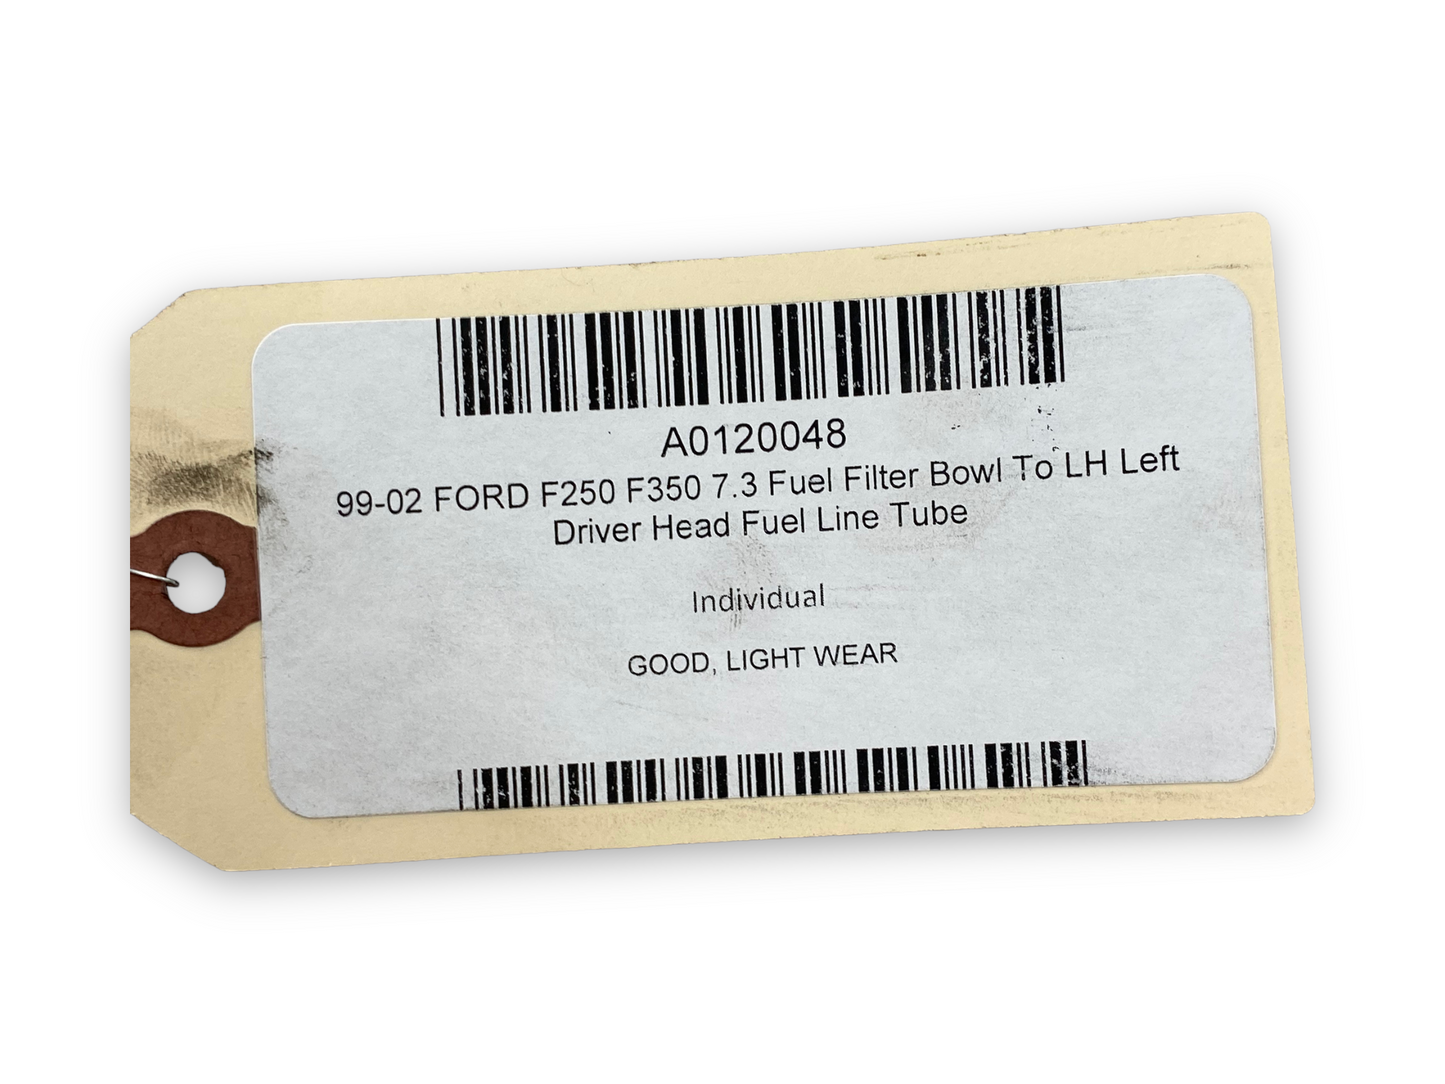 A0120048
99-02 FORD F250 F350 7.3 Fuel Filter Bowl To LH Left
Driver Head Fuel Line Tube
Individual
GOOD, LIGHT WEAR